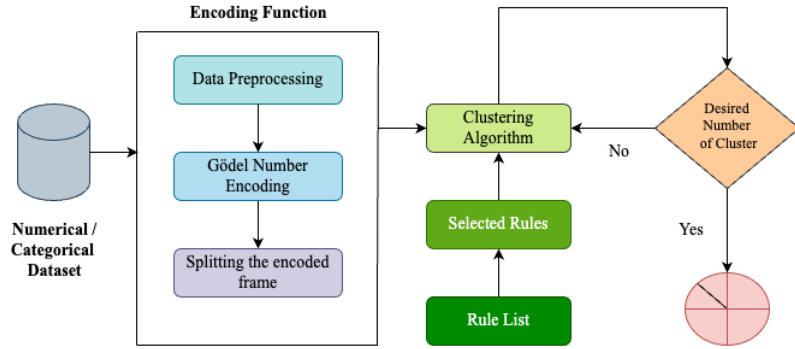 Encoding Function
Data Preprocessing
Gödel Number
Encoding
Splitting the encoded
frame
Numerical /
Categorical
Dataset
Clustering
Algorithm
Selected Rules
Rule List
Desired
Number
of Cluster
No
Yes